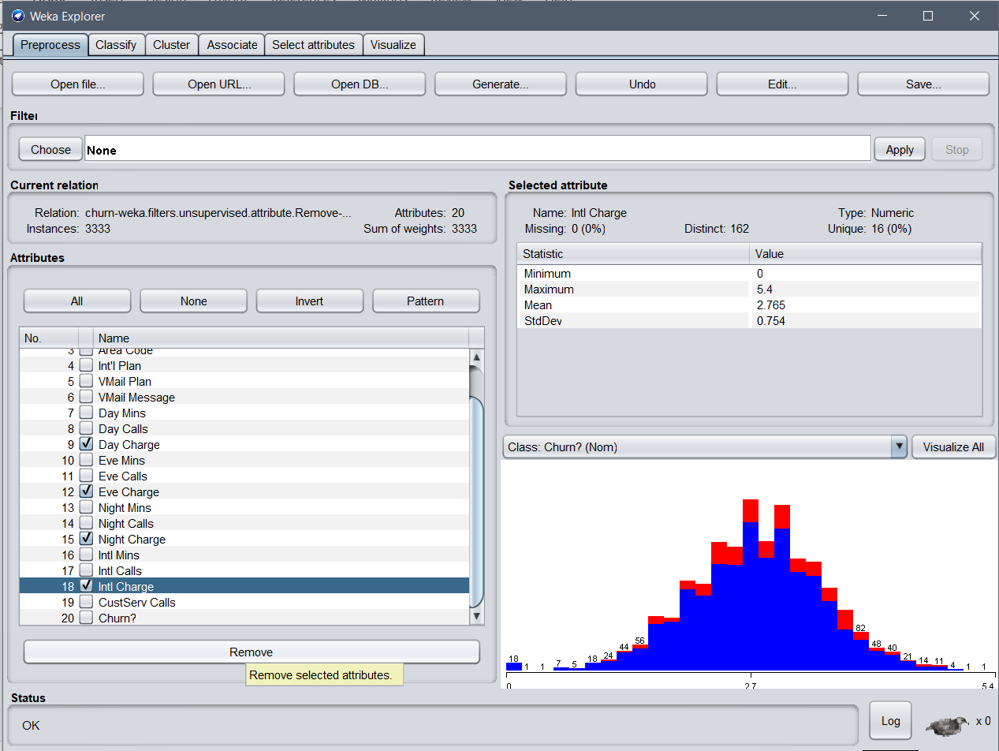 Weka Explorer
Preprocess Classify Cluster Associate Select attributes Visualize
Open file... Open URL... Open DB... Generate... Undo Edit... Save...
Filter
Choose None Apply Stop
Current relation
Relation: churn-weka.filters.unsupervised.attribute.Remove-... Attributes: 20
Instances: 3333 Sum of weights: 3333
Selected attribute
Name: Intl Charge Type: Numeric
Missing: 0 (0%) Distinct: 162 Unique: 16 (0%)
Statistic Value
Minimum 0
Maximum 5.4
Mean 2.765
StdDev 0.754
Attributes
All None Invert Pattern
No. Name
3 Area Code
4 Int'l Plan
5 VMail Plan
6 VMail Message
7 Day Mins
8 Day Calls
9 Day Charge
10 Eve Mins
11 Eve Calls
12 Eve Charge
13 Night Mins
14 Night Calls
15 Night Charge
16 Intl Mins
17 Intl Calls
18 Intl Charge
19 CustServ Calls
20 Churn?
Remove
Remove selected attributes.
Class: Churn? (Nom) Visualize All
18 1 1 7 5 18 24 44 56 82 48 40 21 14 11 4 1 1
0 2.7 5.4
Status
OK
Log x 0